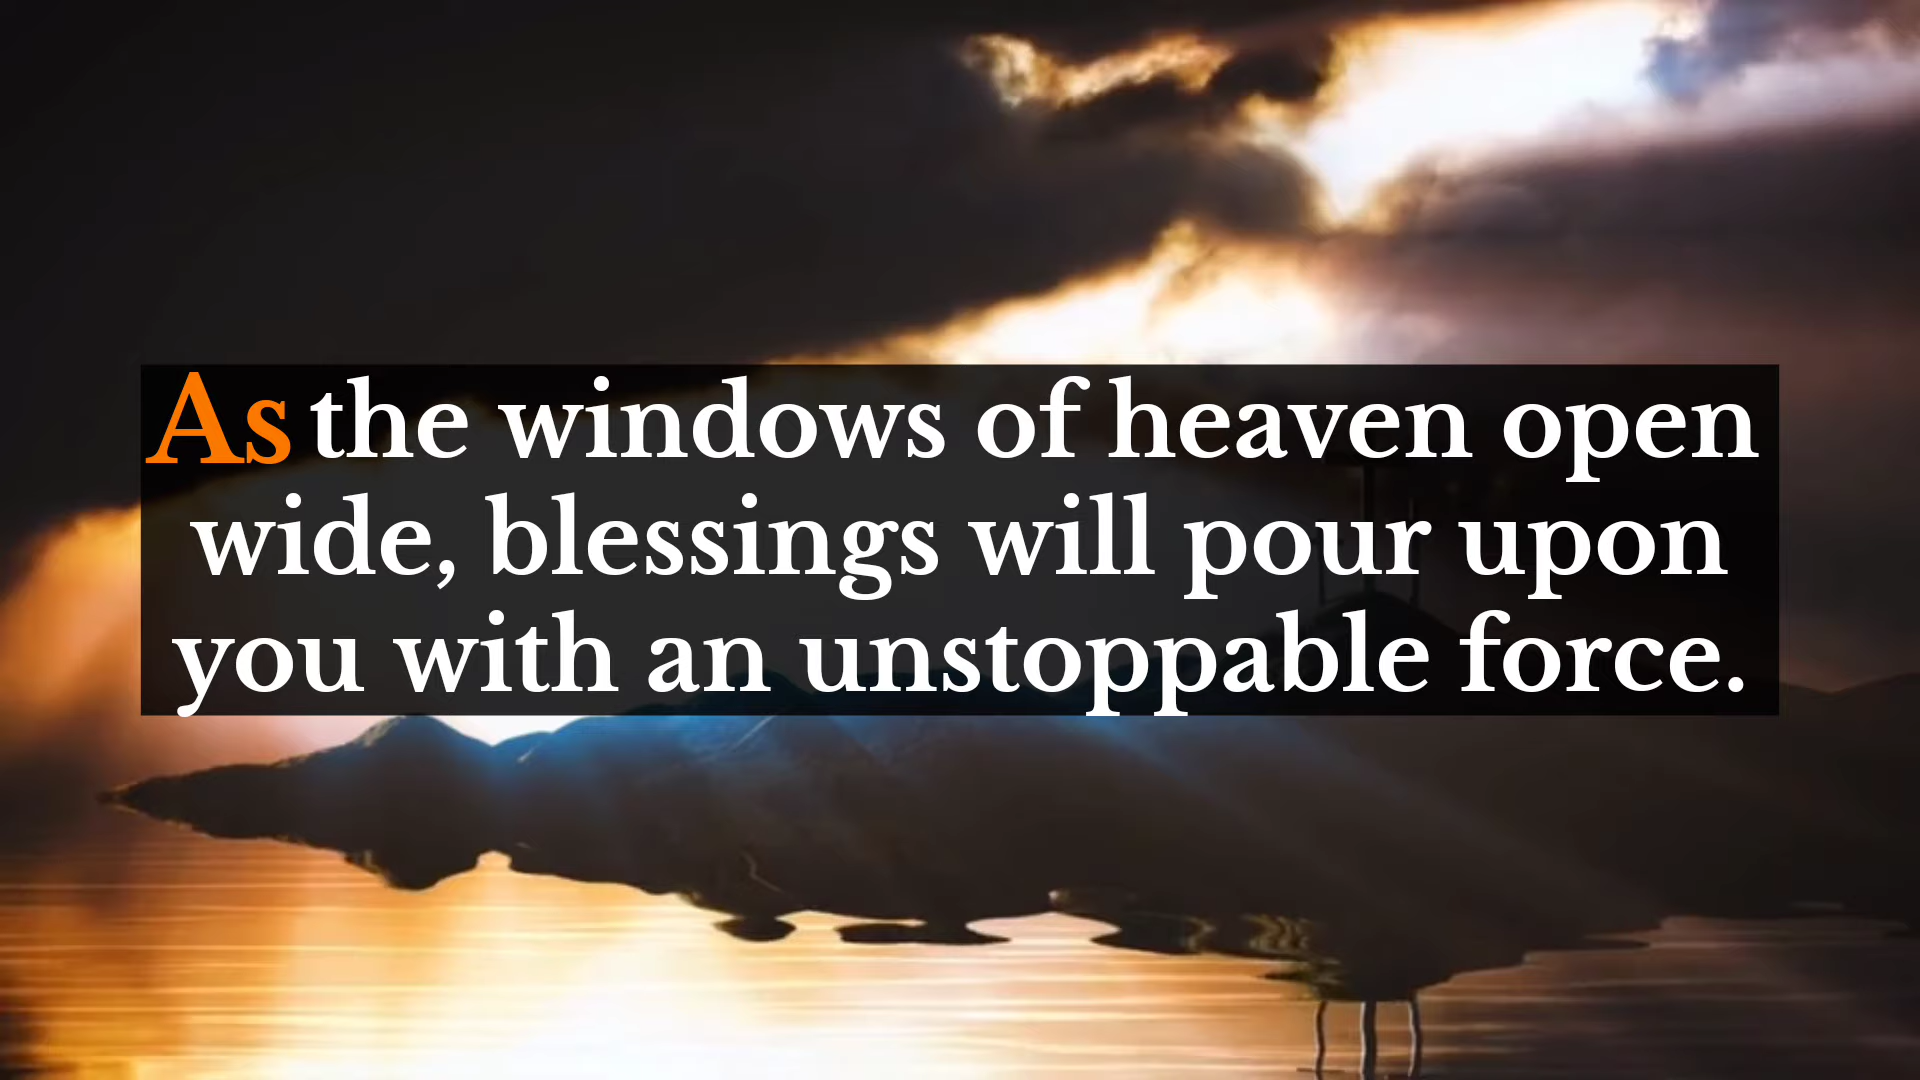 As the windows of heaven open
wide, blessings will pour upon
you with an unstoppable force.